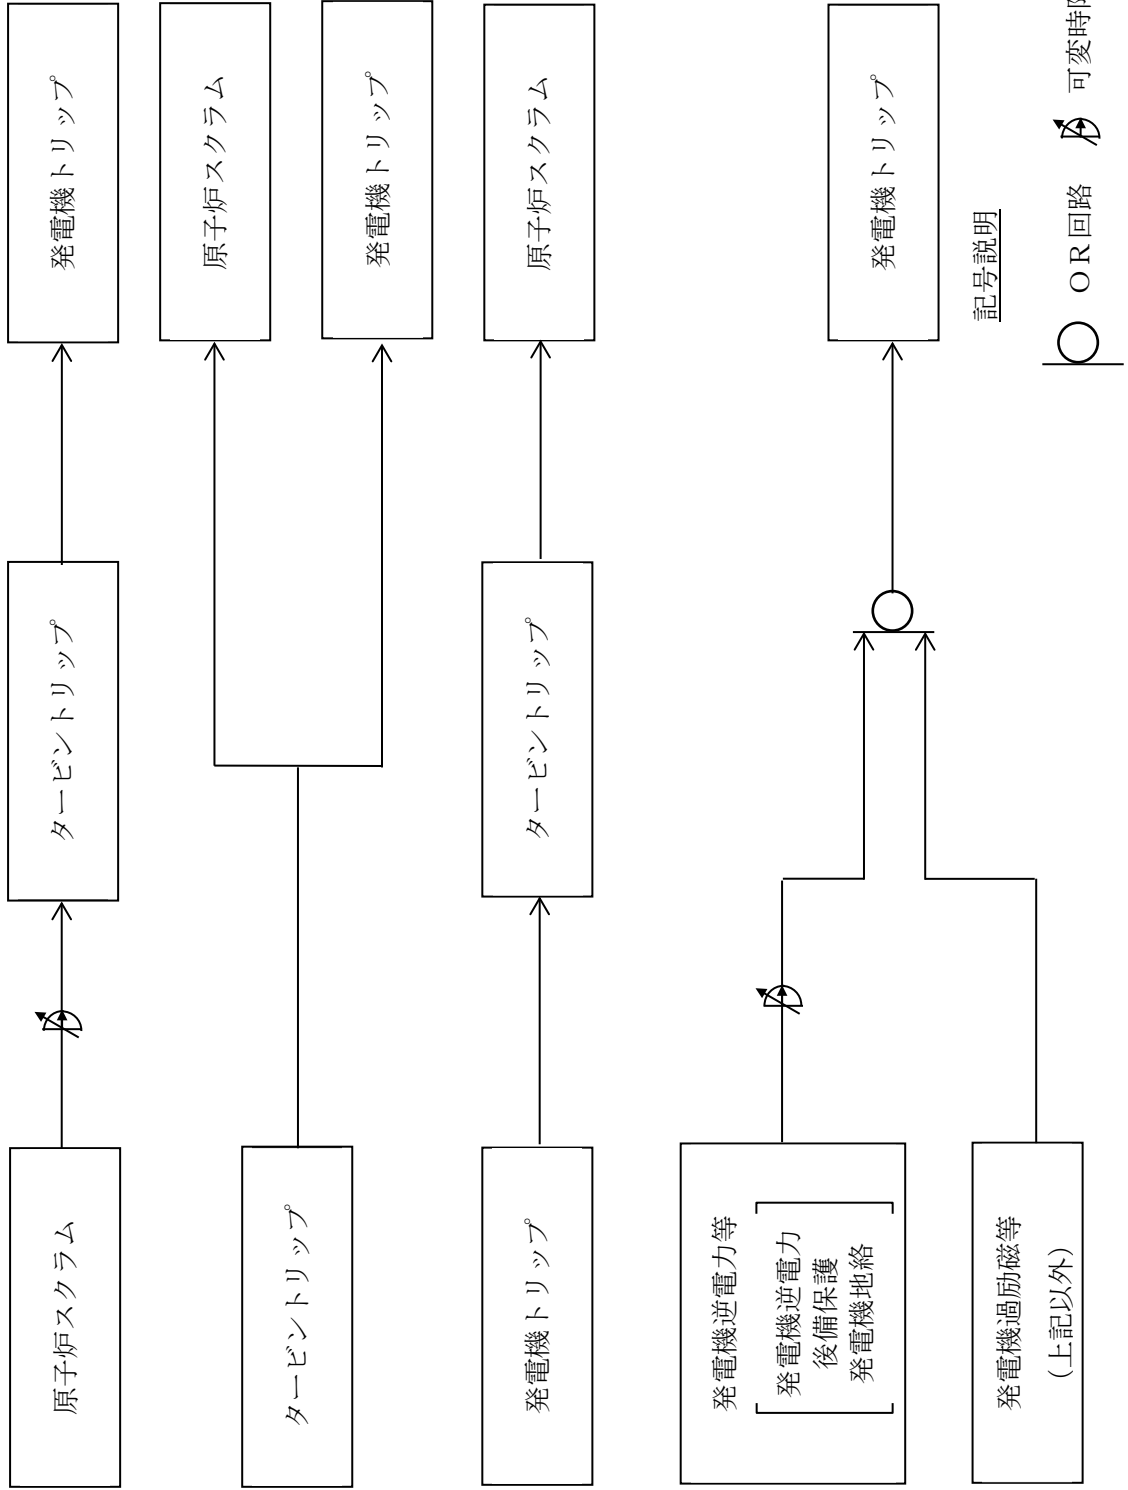 原子炉スクラム
タービントリップ
発電機トリップ
タービントリップ
原子炉スクラム
発電機トリップ
発電機トリップ
タービントリップ
原子炉スクラム
発電機逆電力等
発電機逆電力
後備保護
発電機地絡
発電機過励磁等
(上記以外)
発電機トリップ
記号説明
OR回路
可変時限